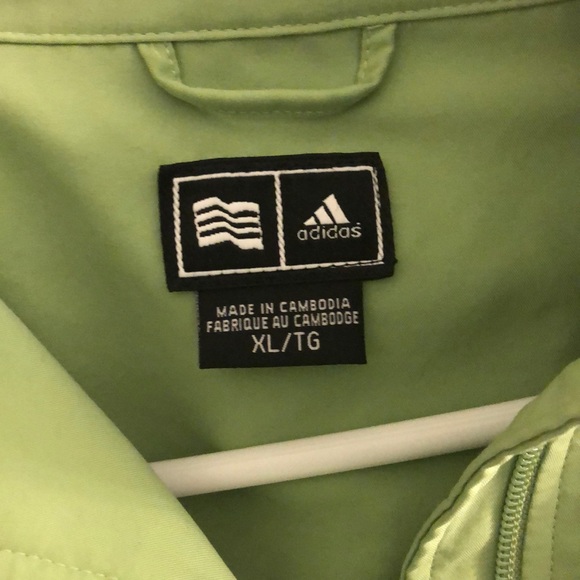 adidas
MADE IN CAMBODIA
FABRIQUE AU CAMBODGE
XL/TG